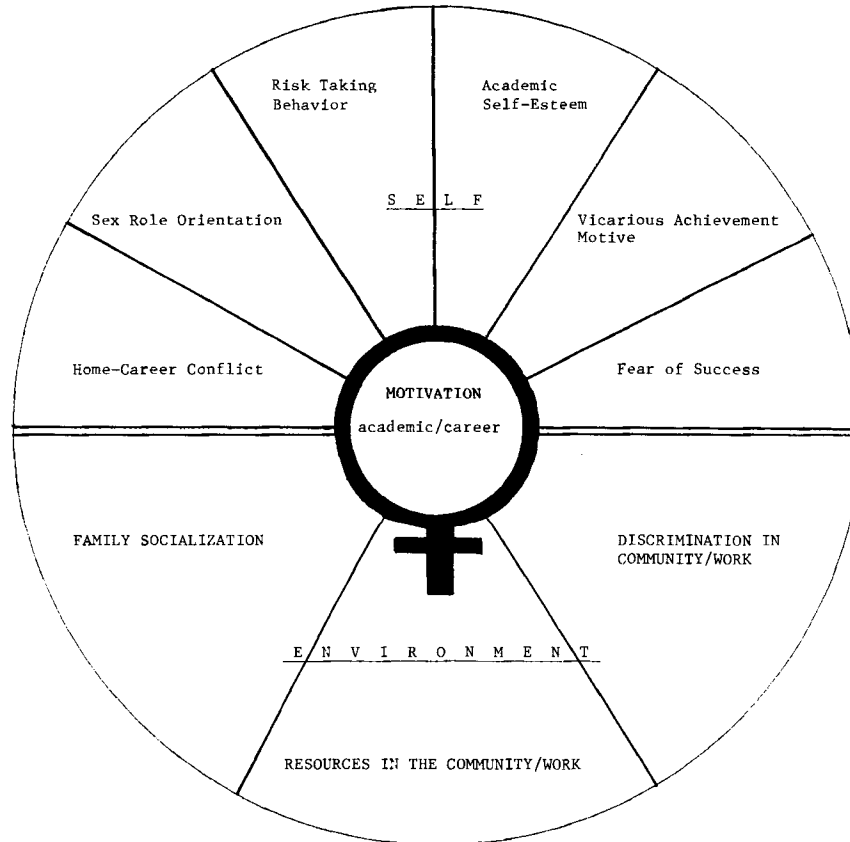 Risk Taking
Behavior
Academic
Self-Esteem
S E L F
Sex Role Orientation
Vicarious Achievement
Motive
Home-Career Conflict
Fear of Success
MOTIVATION
academic/career
FAMILY SOCIALIZATION
DISCRIMINATION IN
COMMUNITY/WORK
E N V I R O N M E N T
RESOURCES IN THE COMMUNITY/WORK